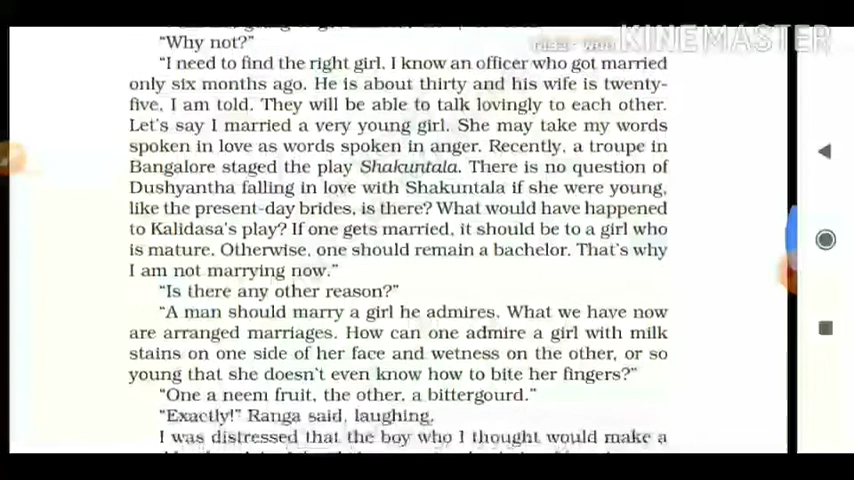 KINEMASTER
"Why not?"
"I need to find the right girl. I know an officer who got married
only six months ago. He is about thirty and his wife is twenty-
five, I am told. They will be able to talk lovingly to each other.
Let's say I married a very young girl. She may take my words
spoken in love as words spoken in anger. Recently, a troupe in
Bangalore staged the play Shakuntala. There is no question of
Dushyantha falling in love with Shakuntala if she were young,
like the present-day brides, is there? What would have happened
to Kalidasa's play? If one gets married, it should be to a girl who
is mature. Otherwise, one should remain a bachelor. That's why
I am not marrying now."
"Is there any other reason?"
"A man should marry a girl he admires. What we have now
are arranged marriages. How can one admire a girl with milk
stains on one side of her face and wetness on the other, or so
young that she doesn't even know how to bite her fingers?"
"One a neem fruit, the other, a bittergourd."
"Exactly!" Ranga said, laughing.
I was distressed that the boy who I thought would make a